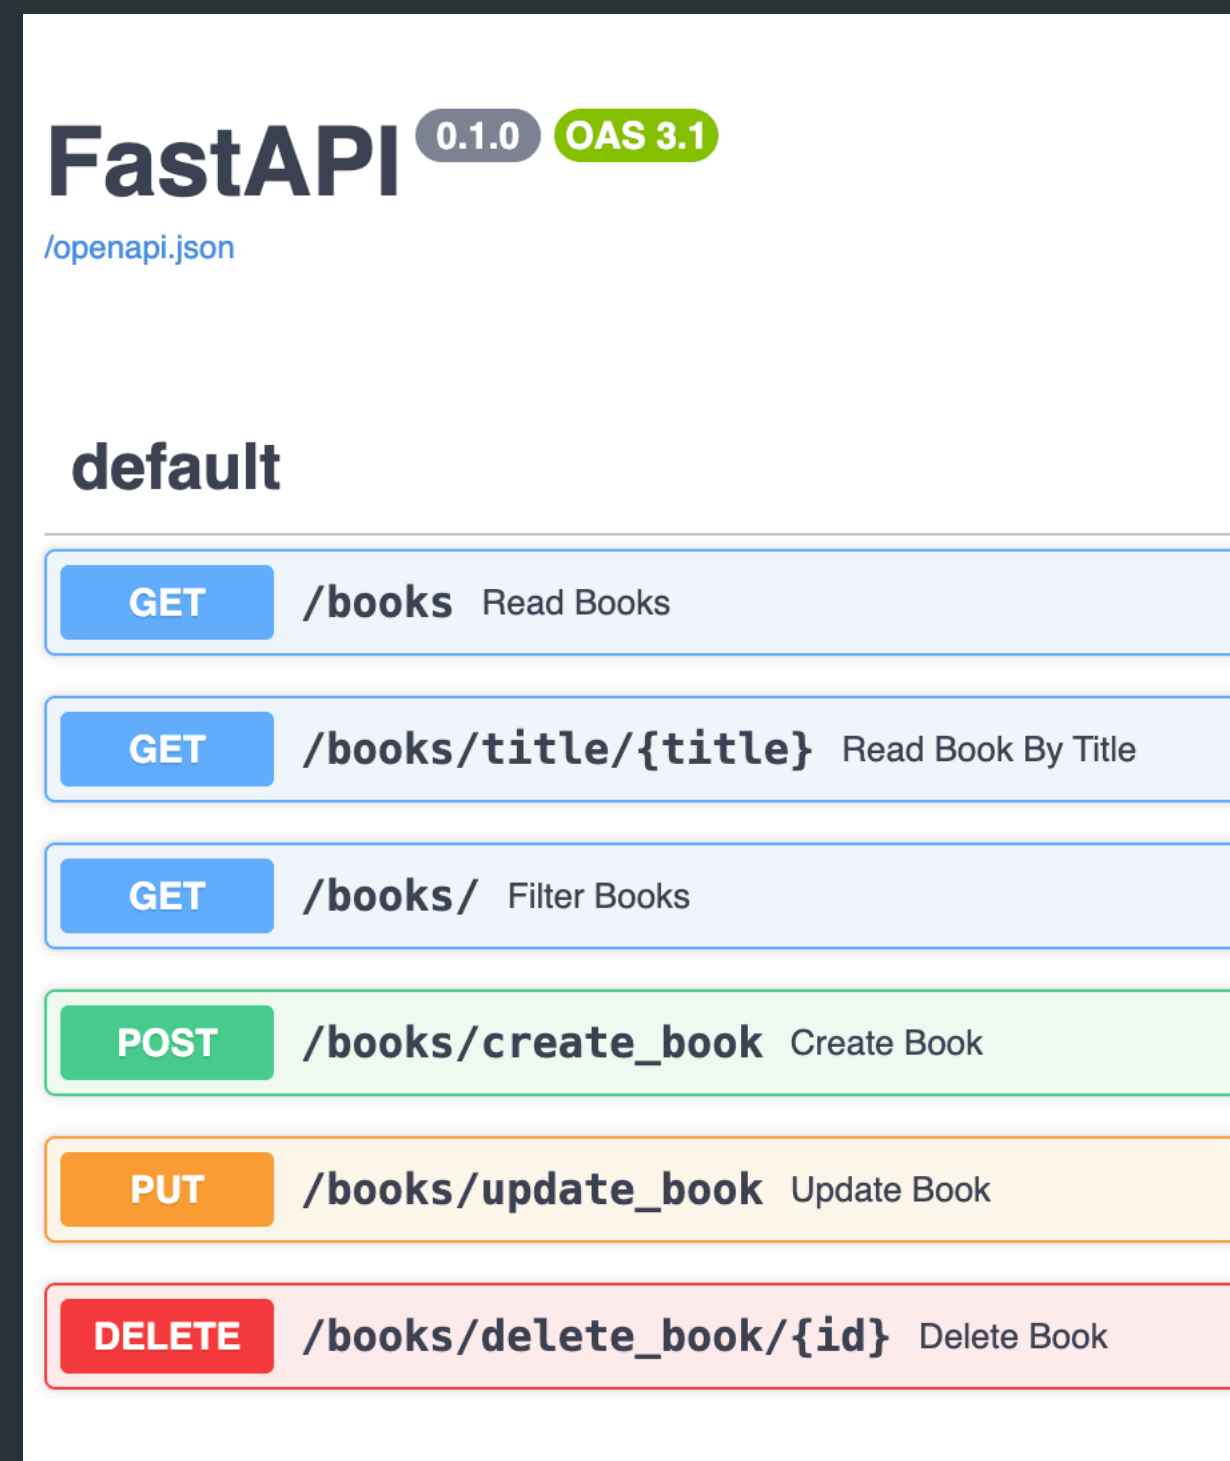 FastAPI 0.1.0 OAS 3.1
/openapi.json
default
GET /books Read Books
GET /books/title/{title} Read Book By Title
GET /books/ Filter Books
POST /books/create_book Create Book
PUT /books/update_book Update Book
DELETE /books/delete_book/{id} Delete Book